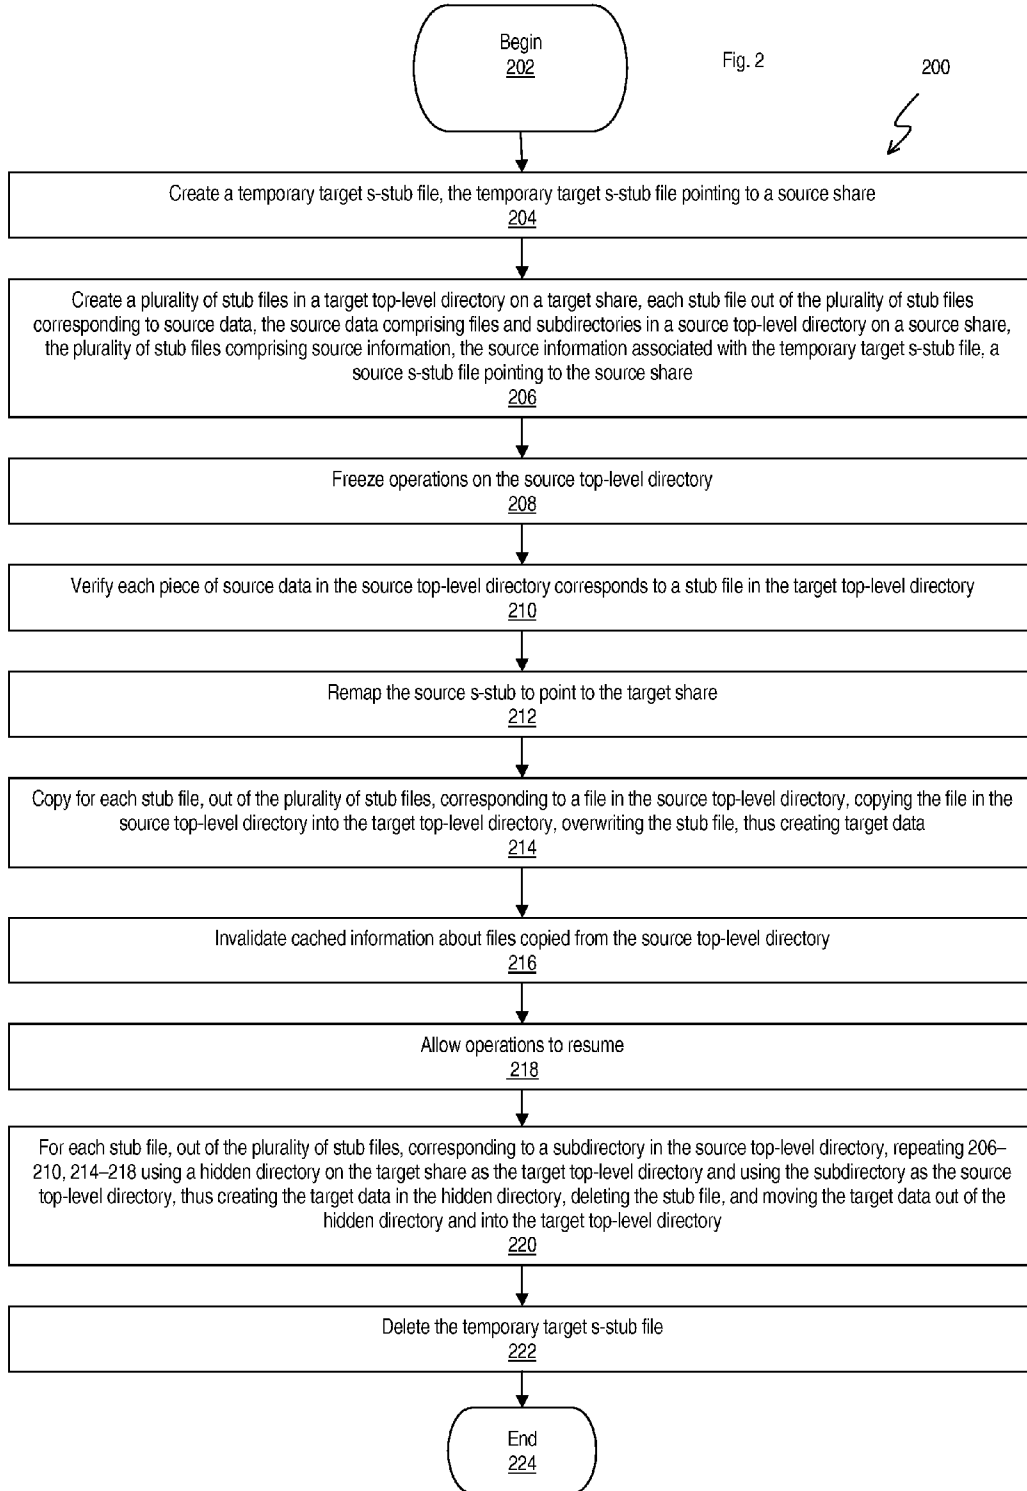 Begin
202
Fig. 2
200
Create a temporary target s-stub file, the temporary target s-stub file pointing to a source share
204
Create a plurality of stub files in a target top-level directory on a target share, each stub file out of the plurality of stub files
corresponding to source data, the source data comprising files and subdirectories in a source top-level directory on a source share,
the plurality of stub files comprising source information, the source information associated with the temporary target s-stub file, a
source s-stub file pointing to the source share
206
Freeze operations on the source top-level directory
208
Verify each piece of source data in the source top-level directory corresponds to a stub file in the target top-level directory
210
Remap the source s-stub to point to the target share
212
Copy for each stub file, out of the plurality of stub files, corresponding to a file in the source top-level directory, copying the file in the
source top-level directory into the target top-level directory, overwriting the stub file, thus creating target data
214
Invalidate cached information about files copied from the source top-level directory
216
Allow operations to resume
218
For each stub file, out of the plurality of stub files, corresponding to a subdirectory in the source top-level directory, repeating 206–
210, 214–218 using a hidden directory on the target share as the target top-level directory and using the subdirectory as the source
top-level directory, thus creating the target data in the hidden directory, deleting the stub file, and moving the target data out of the
hidden directory and into the target top-level directory
220
Delete the temporary target s-stub file
222
End
224